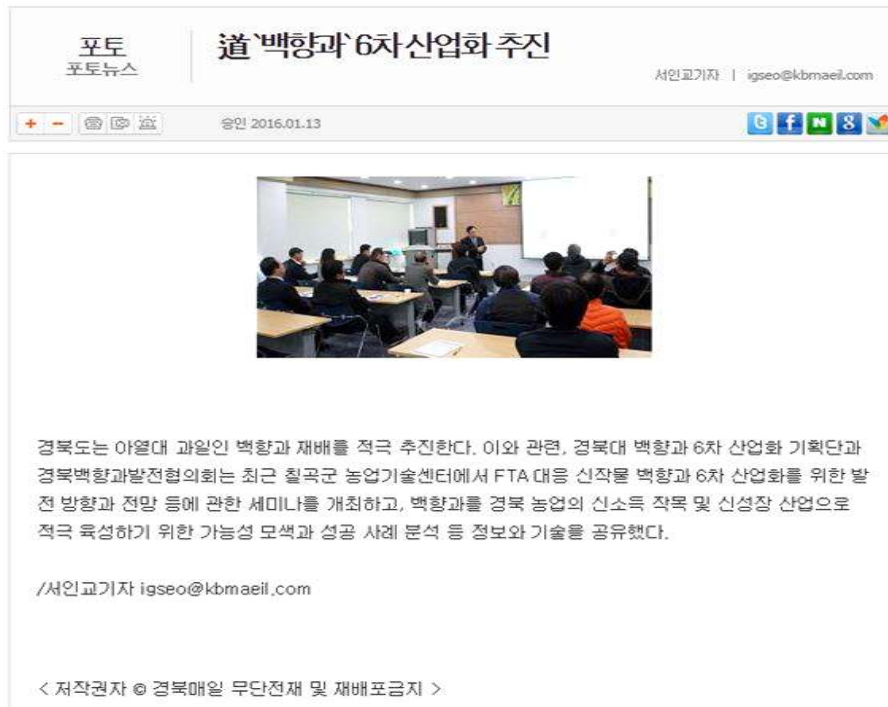 포토
포토뉴스
道 `백향과` 6차 산업화 추진
서인교기자 | igseo@kbmaeil.com
승인 2016.01.13
경북도는 아열대 과일인 백향과 재배를 적극 추진한다. 이와 관련, 경북대 백향과 6차 산업화 기획단과
경북백향과발전협의회는 최근 칠곡군 농업기술센터에서 FTA 대응 신작물 백향과 6차 산업화를 위한 발
전 방향과 전망 등에 관한 세미나를 개최하고, 백향과를 경북 농업의 신소득 작목 및 신성장 산업으로
적극 육성하기 위한 가능성 모색과 성공 사례 분석 등 정보와 기술을 공유했다.
/서인교기자 igseo@kbmaeil.com
< 저작권자 © 경북매일 무단전재 및 재배포금지 >